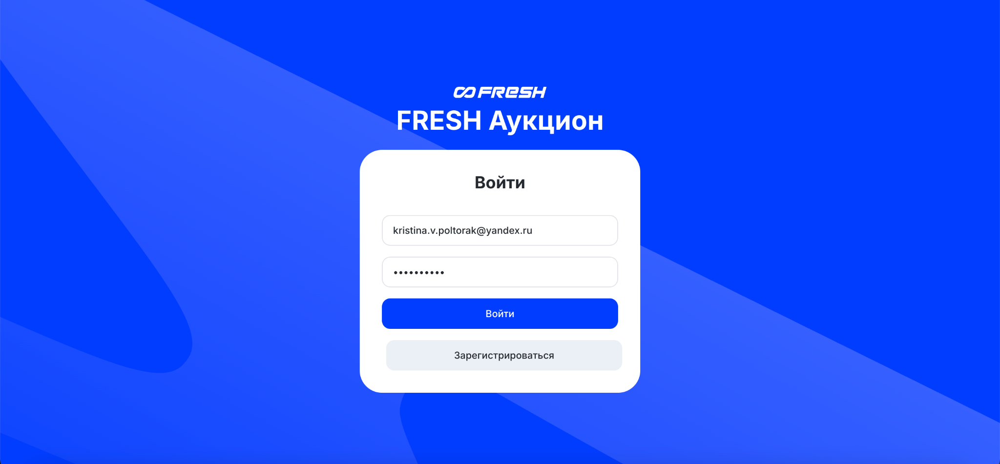 FRESH
FRESH Аукцион
Войти
kristina.v.poltorak@yandex.ru
••••••••••
Войти
Зарегистрироваться